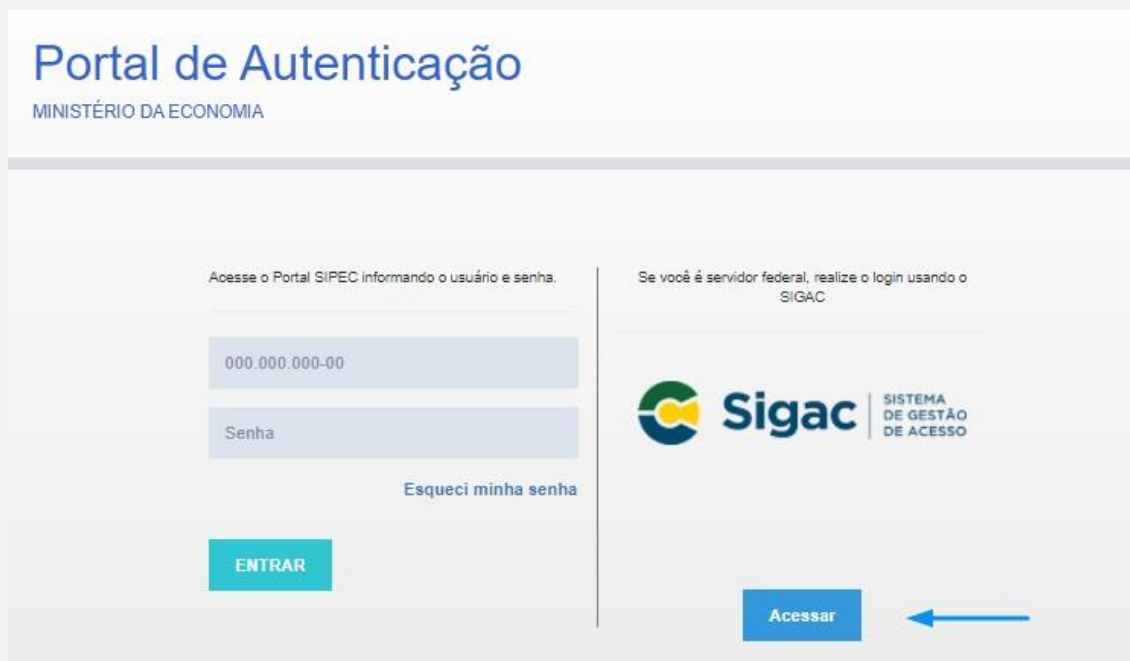 Portal de Autenticação
MINISTÉRIO DA ECONOMIA
Acesse o Portal SIPEC informando o usuário e senha.
000.000.000-00
Senha
Esqueci minha senha
ENTRAR
Se você é servidor federal, realize o login usando o
SIGAC
Sigac
SISTEMA
DE GESTÃO
DE ACESSO
Acessar